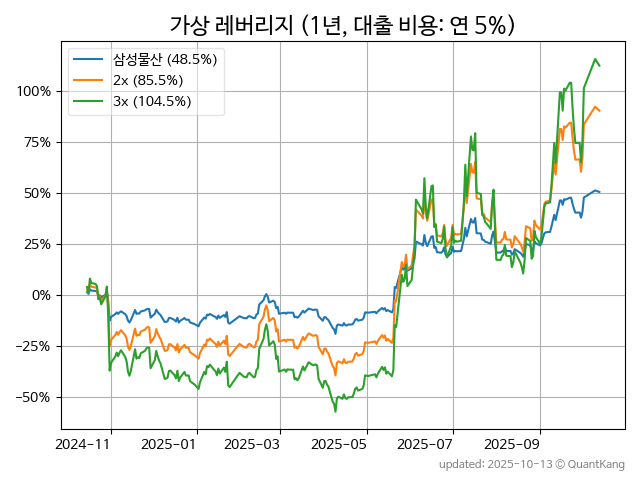 가상 레버리지 (1년, 대출 비용: 연 5%)
삼성물산 (48.5%)
2x (85.5%)
3x (104.5%)
100%
75%
50%
25%
0%
−25%
−50%
2024-11
2025-01
2025-03
2025-05
2025-07
2025-09
updated: 2025-10-13 © QuantKang